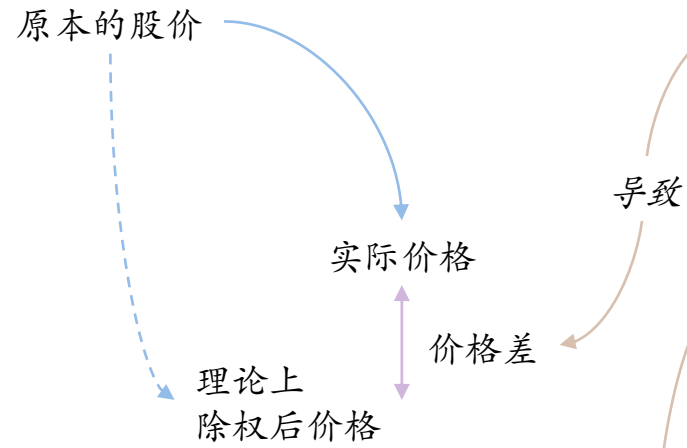 原本的股价
导致
实际价格
价格差
理论上
除权后价格